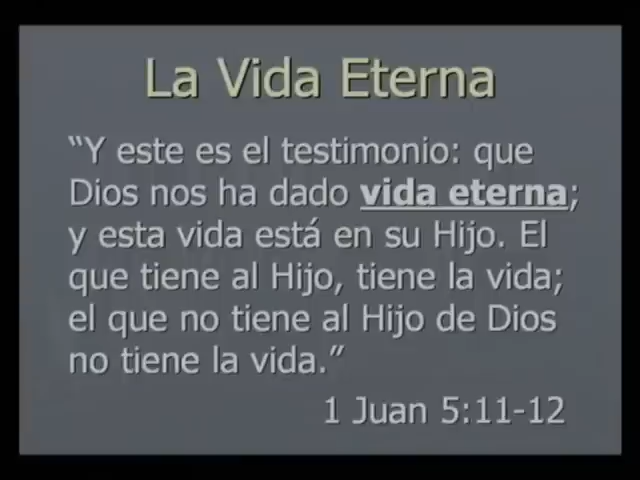 La Vida Eterna
“Y este es el testimonio: que
Dios nos ha dado vida eterna;
y esta vida está en su Hijo. El
que tiene al Hijo, tiene la vida;
el que no tiene al Hijo de Dios
no tiene la vida.”
1 Juan 5:11-12